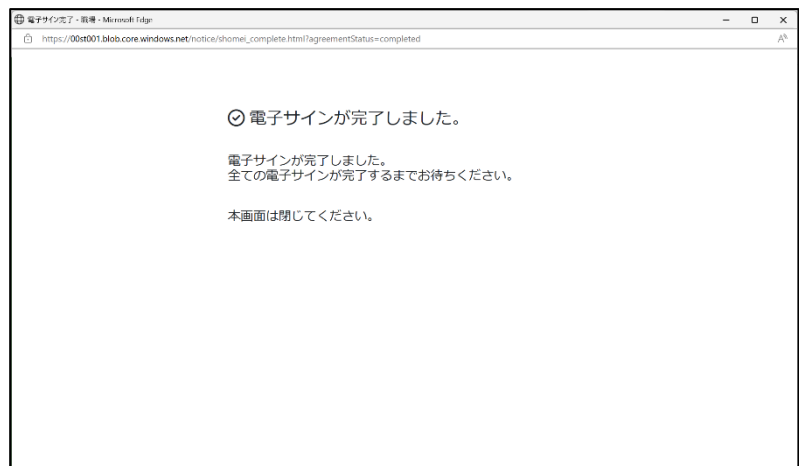 電子サイン完了 - 職場 - Microsoft Edge
https://00st001.blob.core.windows.net/notice/shomei_complete.html?agreementStatus=completed
電子サインが完了しました。
電子サインが完了しました。
全ての電子サインが完了するまでお待ちください。
本画面は閉じてください。